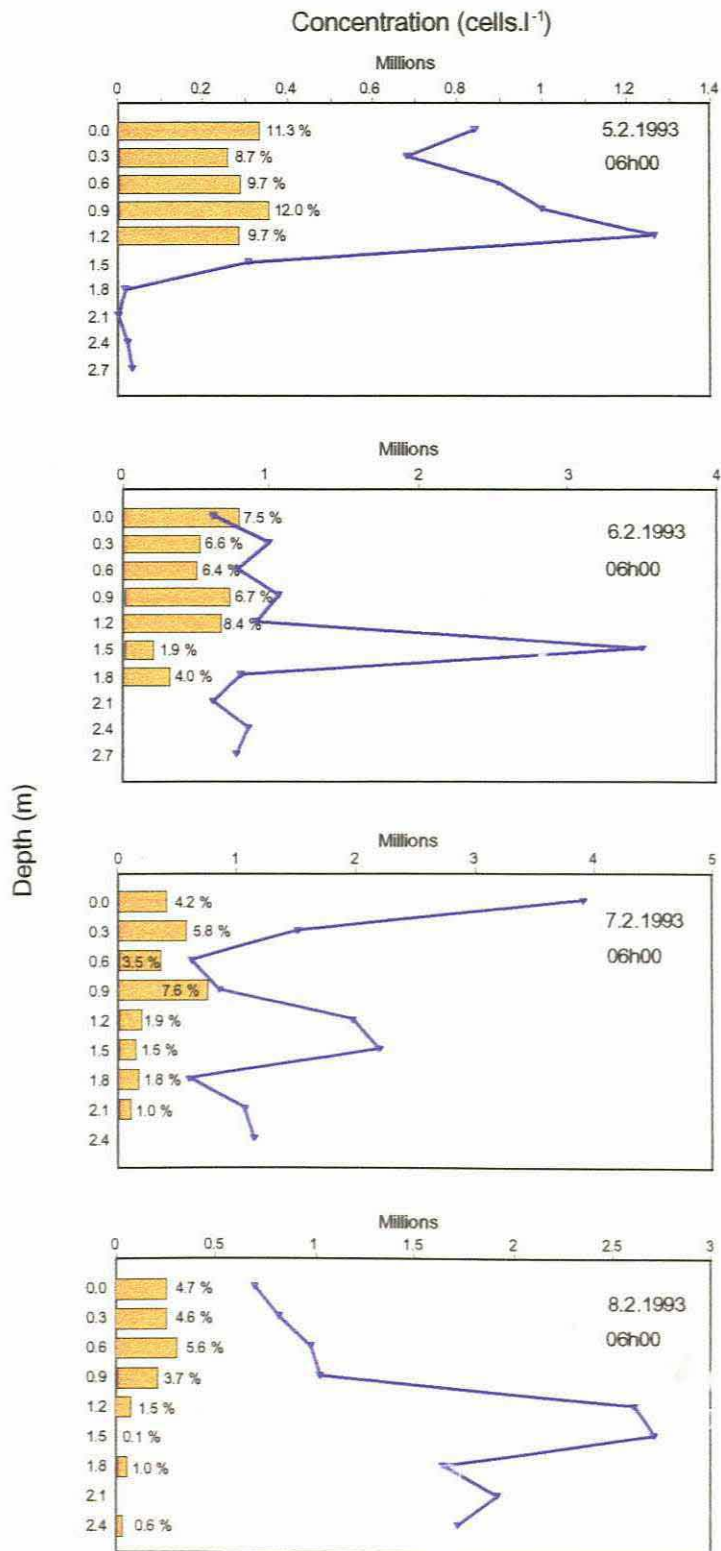 Concentration (cells.l⁻¹)
Millions
0 0.2 0.4 0.6 0.8 1 1.2 1.4
5.2.1993
06h00
0.0 11.3 %
0.3 8.7 %
0.6 9.7 %
0.9 12.0 %
1.2 9.7 %
1.5
1.8
2.1
2.4
2.7
Millions
0 1 2 3 4
6.2.1993
06h00
0.0 7.5 %
0.3 6.6 %
0.6 6.4 %
0.9 6.7 %
1.2 8.4 %
1.5 1.9 %
1.8 4.0 %
2.1
2.4
2.7
Depth (m)
Millions
0 1 2 3 4 5
7.2.1993
06h00
0.0 4.2 %
0.3 5.8 %
0.6 3.5 %
0.9 7.6 %
1.2 1.9 %
1.5 1.5 %
1.8 1.8 %
2.1 1.0 %
2.4
Millions
0 0.5 1 1.5 2 2.5 3
8.2.1993
06h00
0.0 4.7 %
0.3 4.6 %
0.6 5.6 %
0.9 3.7 %
1.2 1.5 %
1.5 0.1 %
1.8 1.0 %
2.1
2.4 0.6 %